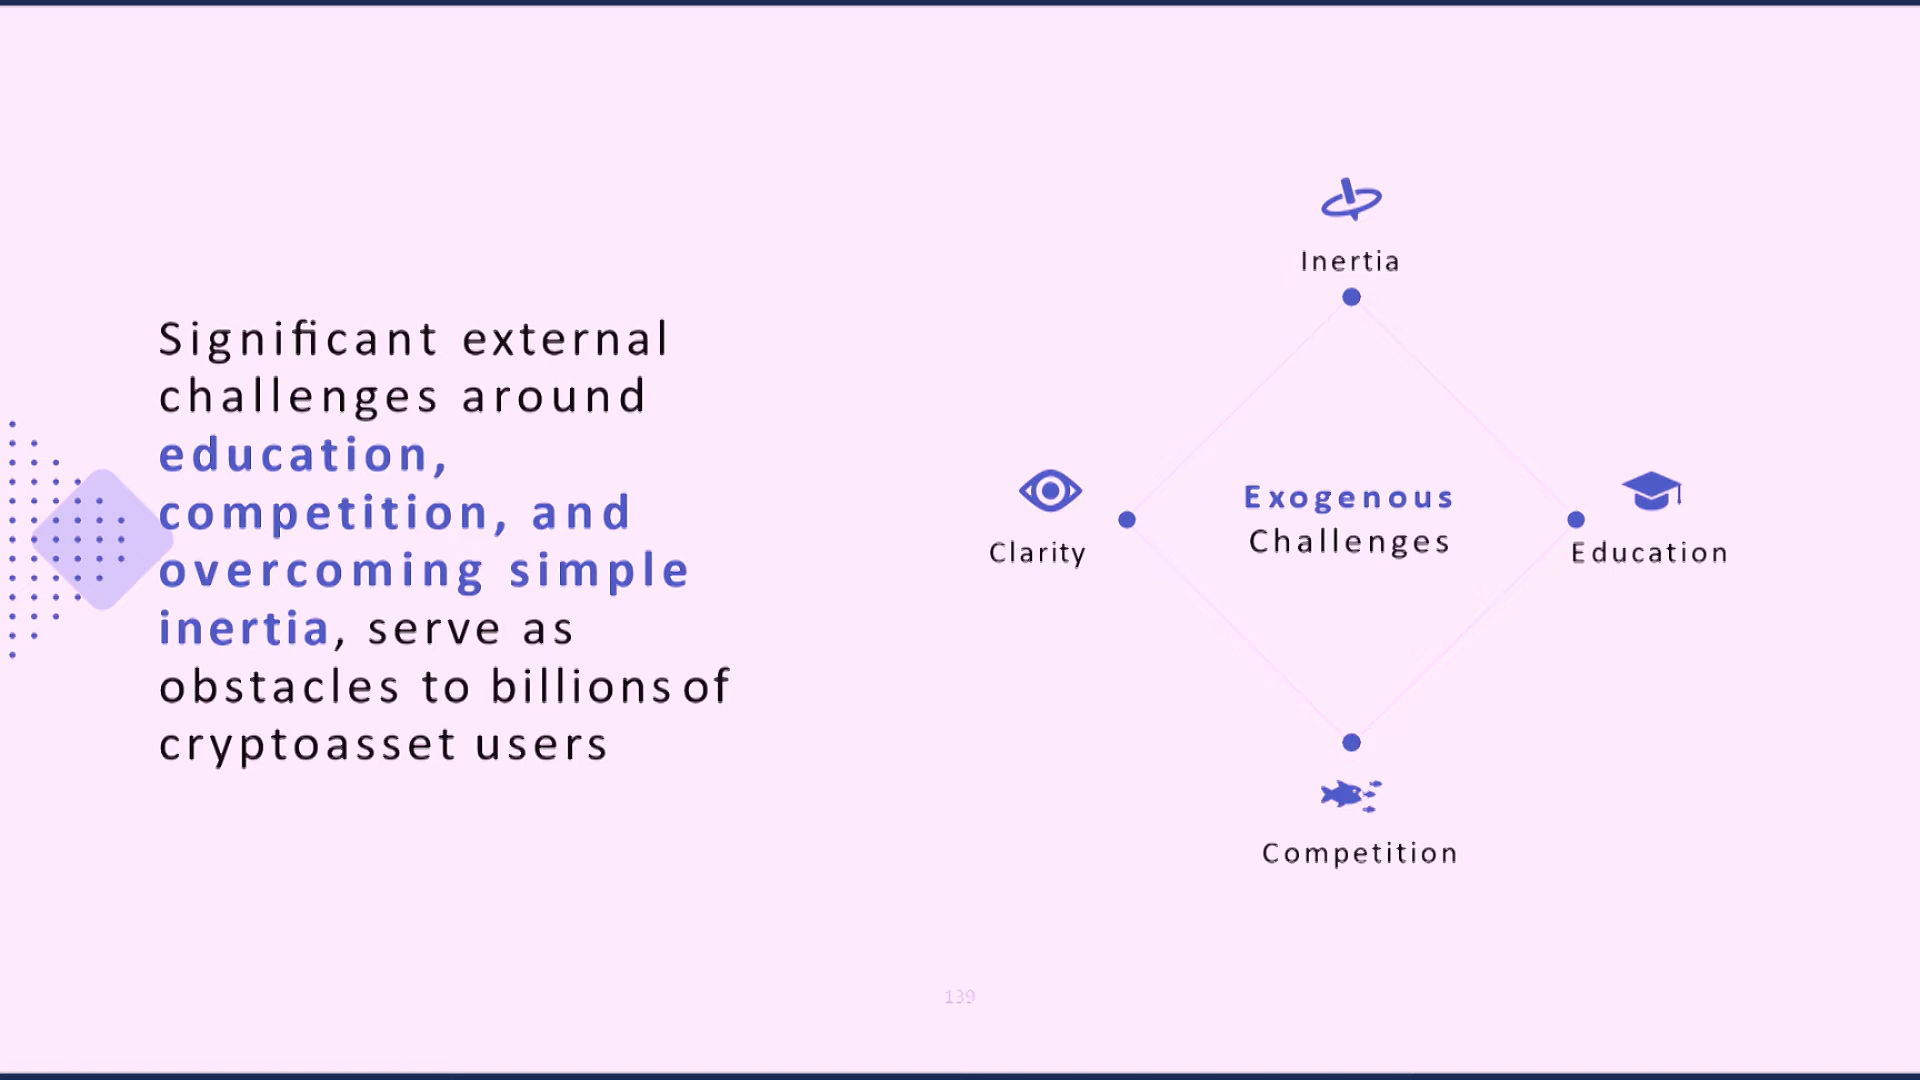 Significant external
challenges around
education,
competition, and
overcoming simple
inertia, serve as
obstacles to billions of
cryptoasset users
Inertia
Clarity
Exogenous
Challenges
Education
Competition
139